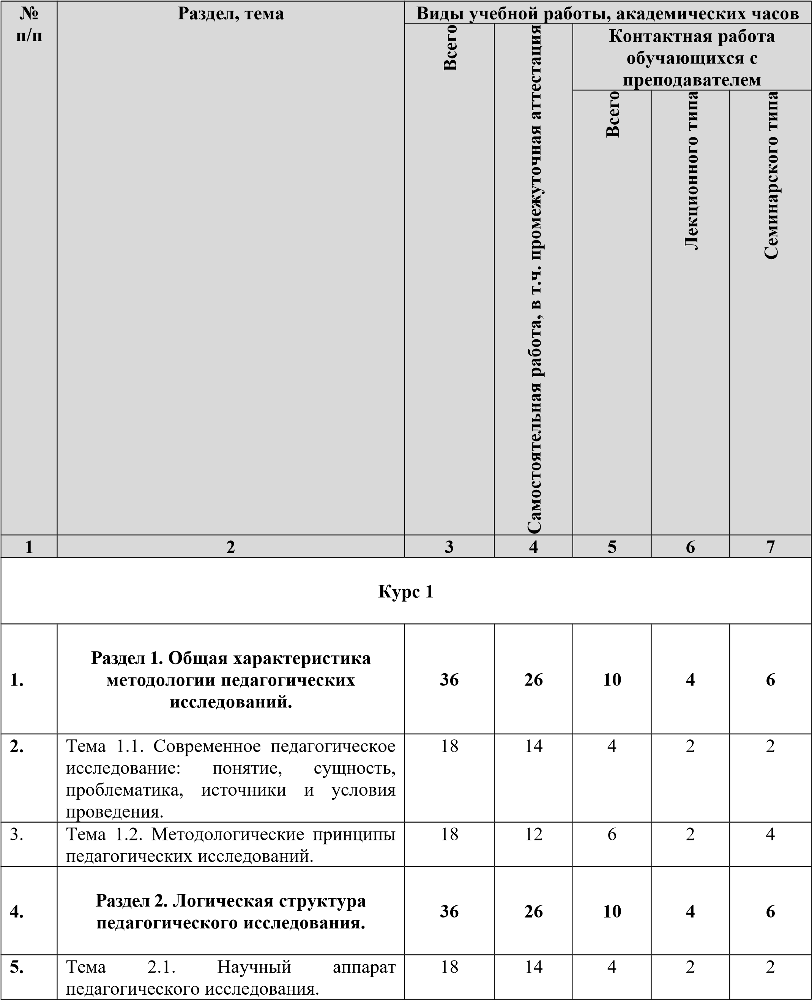 №
п/п
Раздел, тема
Виды учебной работы, академических часов
Всего
Самостоятельная работа, в т.ч. промежуточная аттестация
Контактная работа
обучающихся с
преподавателем
Всего
Лекционного типа
Семинарского типа
1 2 3 4 5 6 7
Курс 1
1.
Раздел 1. Общая характеристика
методологии педагогических
исследований.
36 26 10 4 6
2. Тема 1.1. Современное педагогическое 18 14 4 2 2
исследование: понятие, сущность,
проблематика, источники и условия
проведения.
3. Тема 1.2. Методологические принципы 18 12 6 2 4
педагогических исследований.
4.
Раздел 2. Логическая структура
педагогического исследования.
36 26 10 4 6
5. Тема 2.1. Научный аппарат 18 14 4 2 2
педагогического исследования.